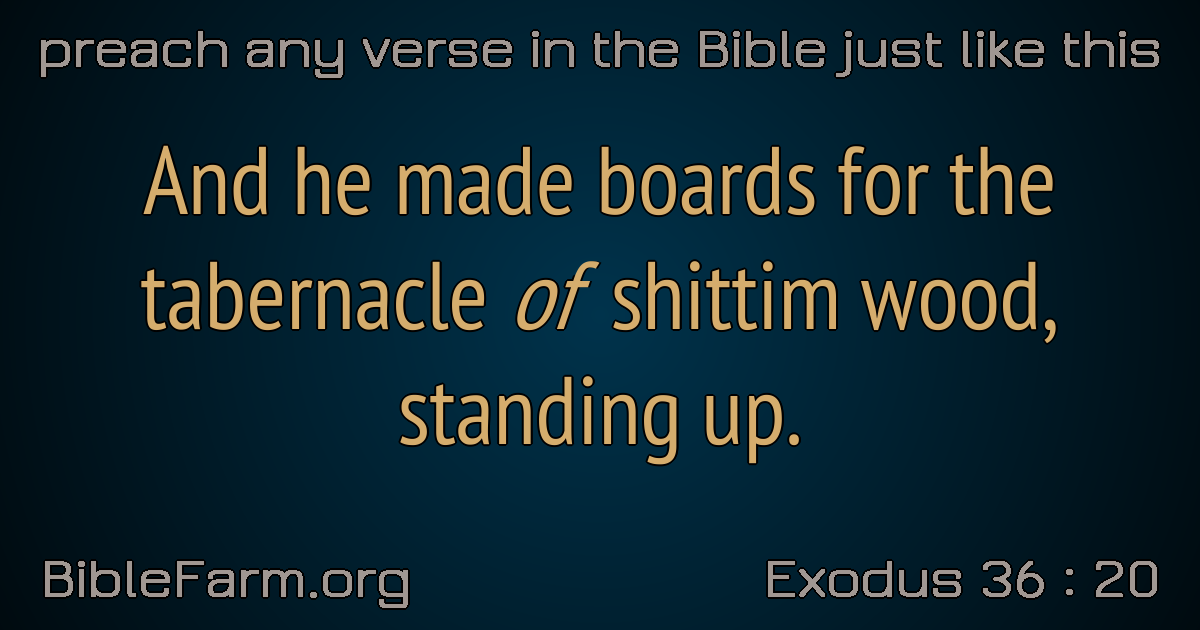 preach any verse in the Bible just like this
And he made boards for the
tabernacle of shittim wood,
standing up.
BibleFarm.org
Exodus 36 : 20